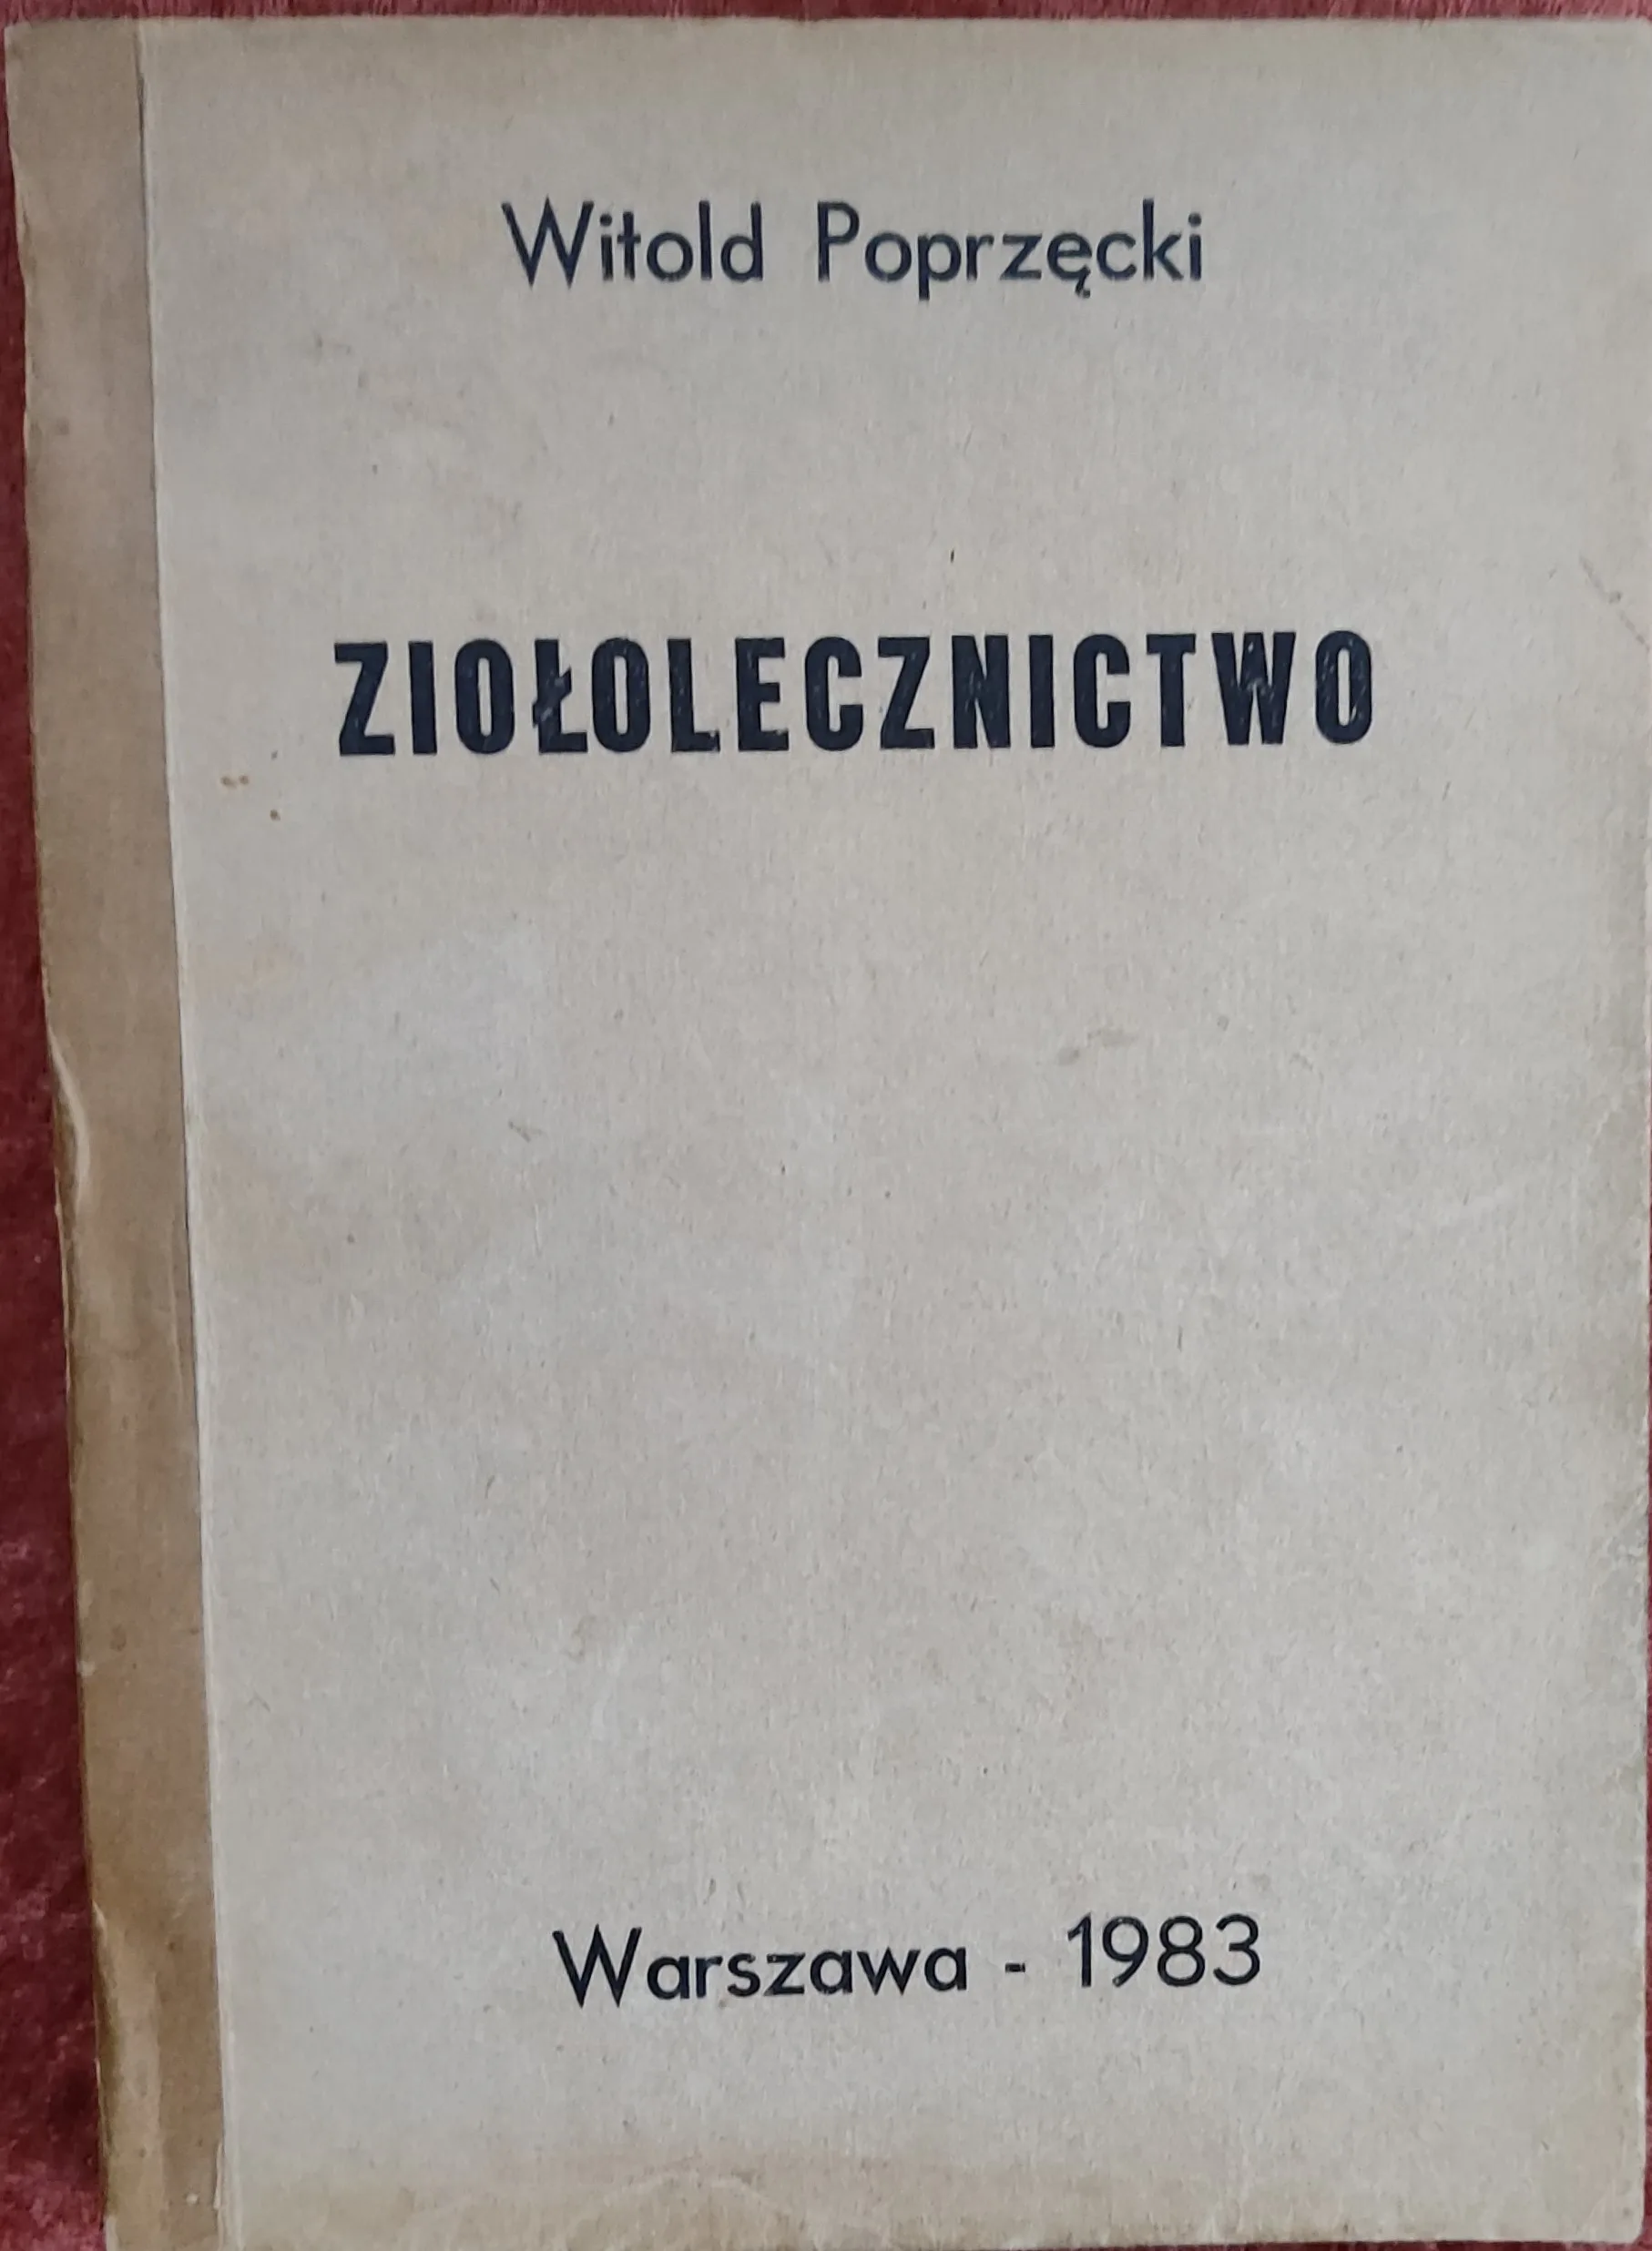 Witold Poprzęcki
ZIOŁOLECZNICTWO
Warszawa - 1983